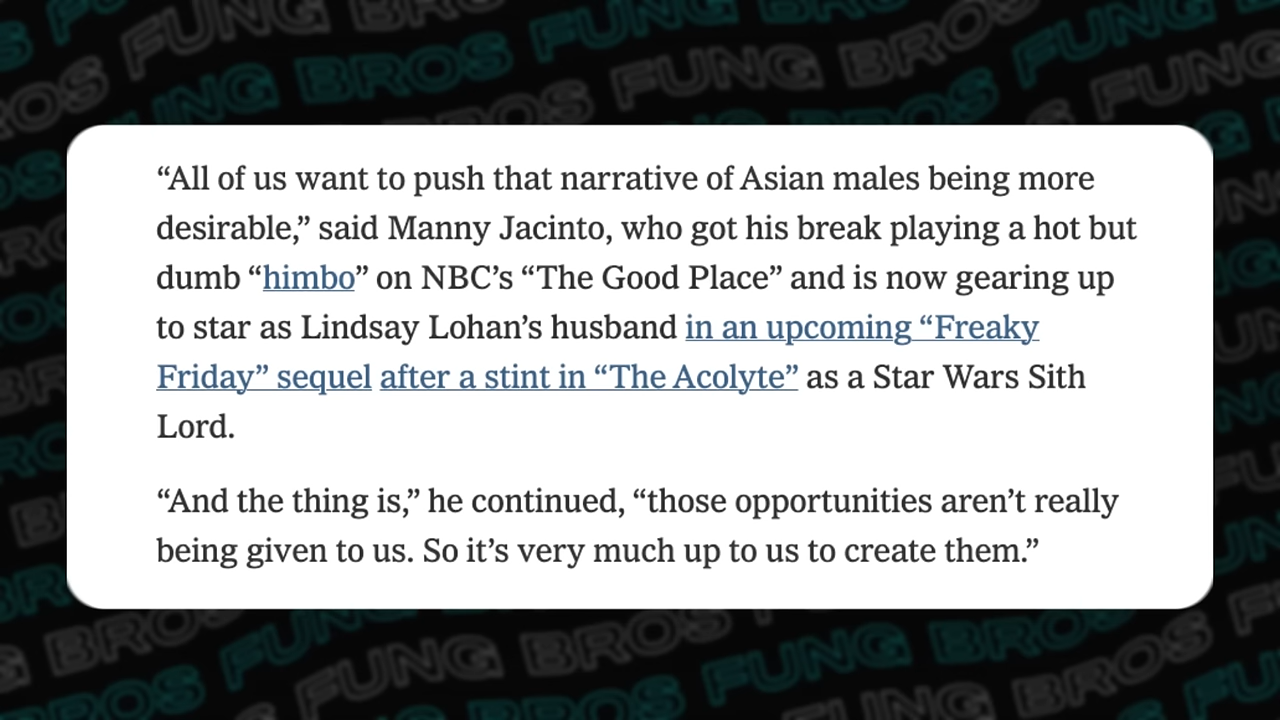 “All of us want to push that narrative of Asian males being more
desirable,” said Manny Jacinto, who got his break playing a hot but
dumb “himbo” on NBC’s “The Good Place” and is now gearing up
to star as Lindsay Lohan’s husband in an upcoming “Freaky
Friday” sequel after a stint in “The Acolyte” as a Star Wars Sith
Lord.
“And the thing is,” he continued, “those opportunities aren’t really
being given to us. So it’s very much up to us to create them.”
FUNG BROS